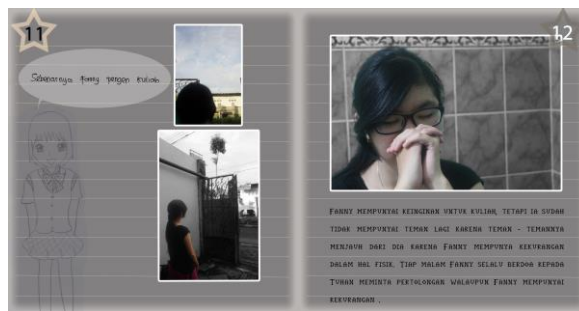 11
Sebenarnya Fanny pengen kuliah
12
FANNY MEMPUNYAI KEINGINAN UNTUK KULIAH, TETAPI IA SUDAH
TIDAK MEMPUNYAI TEMAN LAGI KARENA TEMAN - TEMANNYA
MENJAUH DARI DIA KARENA FANNY MEMPUNYA KEKURANGAN
DALAM HAL FISIK. TIAP MALAM FANNY SELALU BERDOA KEPADA
TUHAN MEMINTA PERTOLONGAN WALAUPUN FANNY MEMPUNYAI
KEKURANGAN .